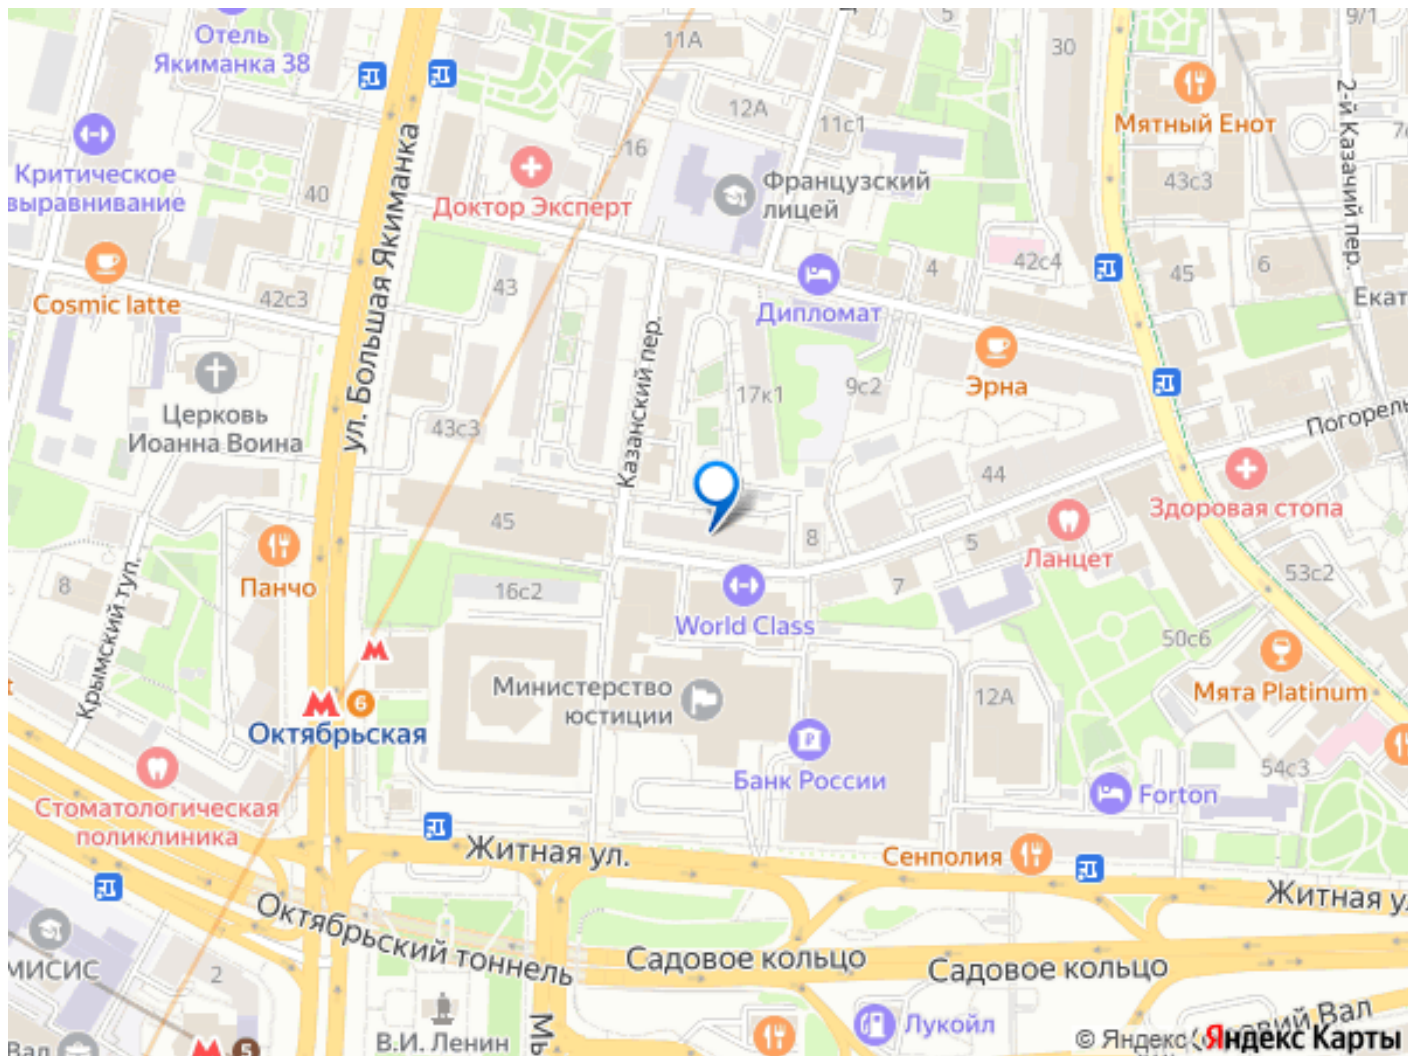 11А
5
30
9/1
Отель
Якиманка 38
12А
11с1
Мятный Енот
2-й Казачий пер.
Критическое
выравнивание
16
40
Доктор Эксперт
Французский
лицей
43с3
ул. Большая Якиманка
Cosmic latte
42с3
43
4
42с4
45
6
Екат
Дипломат
Эрна
Казанский пер.
17к1
9с2
Церковь
Иоанна Воина
43с3
Погорель
44
Здоровая стопа
45
8
5
Ланцет
Панчо
8
Крымский туп.
16с2
World Class
7
53с2
50с6
Министерство
юстиции
12А
Мята Platinum
6
Октябрьская
Банк России
54с3
Forton
Стоматологическая
поликлиника
Житная ул.
Сенполия
Житная у
Октябрьский тоннель
Садовое кольцо
Садовое кольцо
МИСИС
2
В.И. Ленин
Мы
Лукойл
Вал
5
© Яндекс
Яндекс Карты